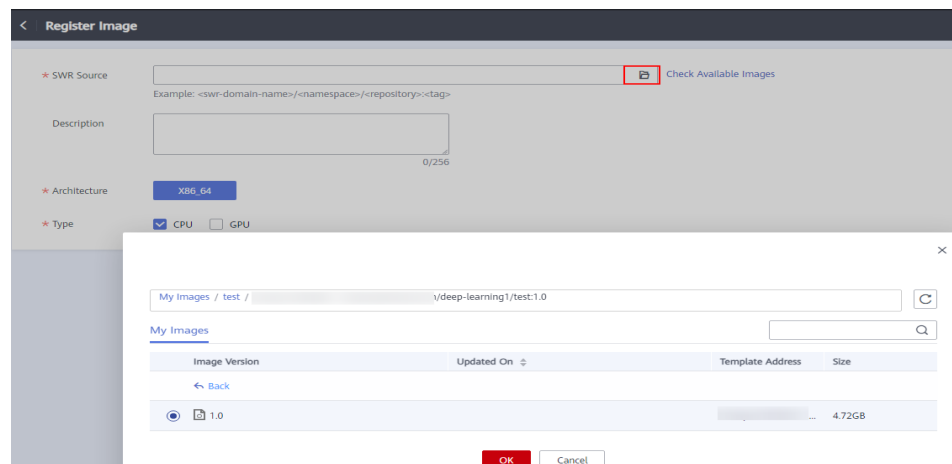 < Register Image
* SWR Source
Check Available Images
Example: <swr-domain-name>/<namespace>/<repository>:<tag>
Description
0/256
* Architecture X86_64
* Type CPU GPU
×
My Images / test / /deep-learning1/test:1.0
My Images
Image Version Updated On Template Address Size
Back
1.0 ... 4.72GB
OK Cancel